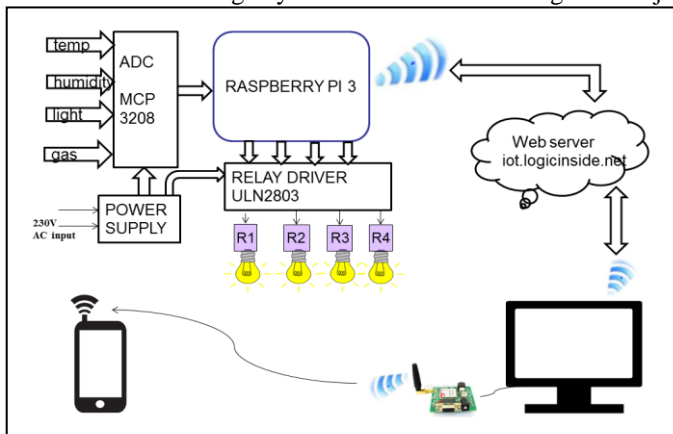 temp
humidity
light
gas
ADC
MCP
3208
RASPBERRY PI 3
Web server
iot.logicinside.net
RELAY DRIVER
ULN2803
POWER
SUPPLY
230V
AC input
R1
R2
R3
R4